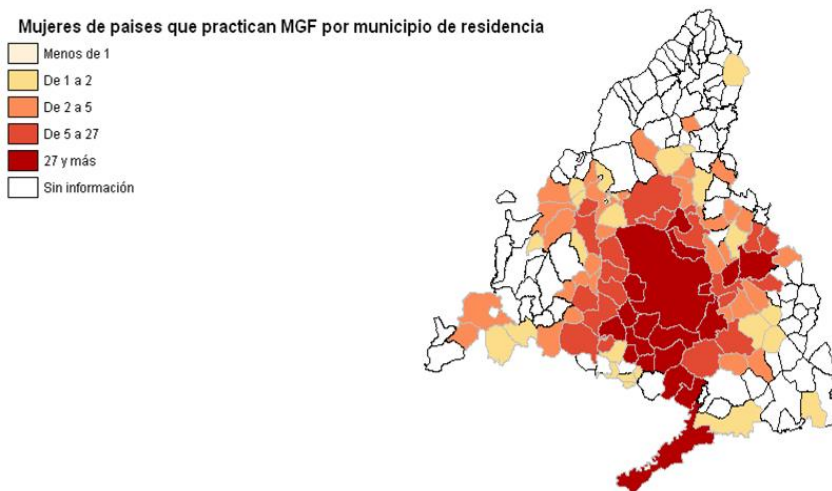 Mujeres de paises que practican MGF por municipio de residencia
Menos de 1
De 1 a 2
De 2 a 5
De 5 a 27
27 y más
Sin información